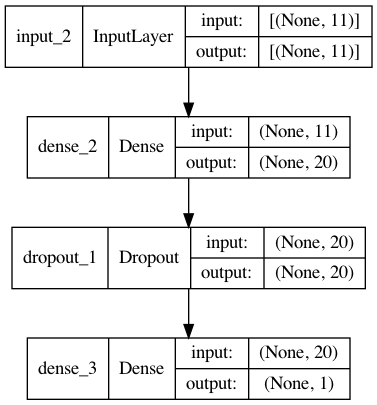 input_2 InputLayer input: [(None, 11)]
output: [(None, 11)]
dense_2 Dense input: (None, 11)
output: (None, 20)
dropout_1 Dropout input: (None, 20)
output: (None, 20)
dense_3 Dense input: (None, 20)
output: (None, 1)